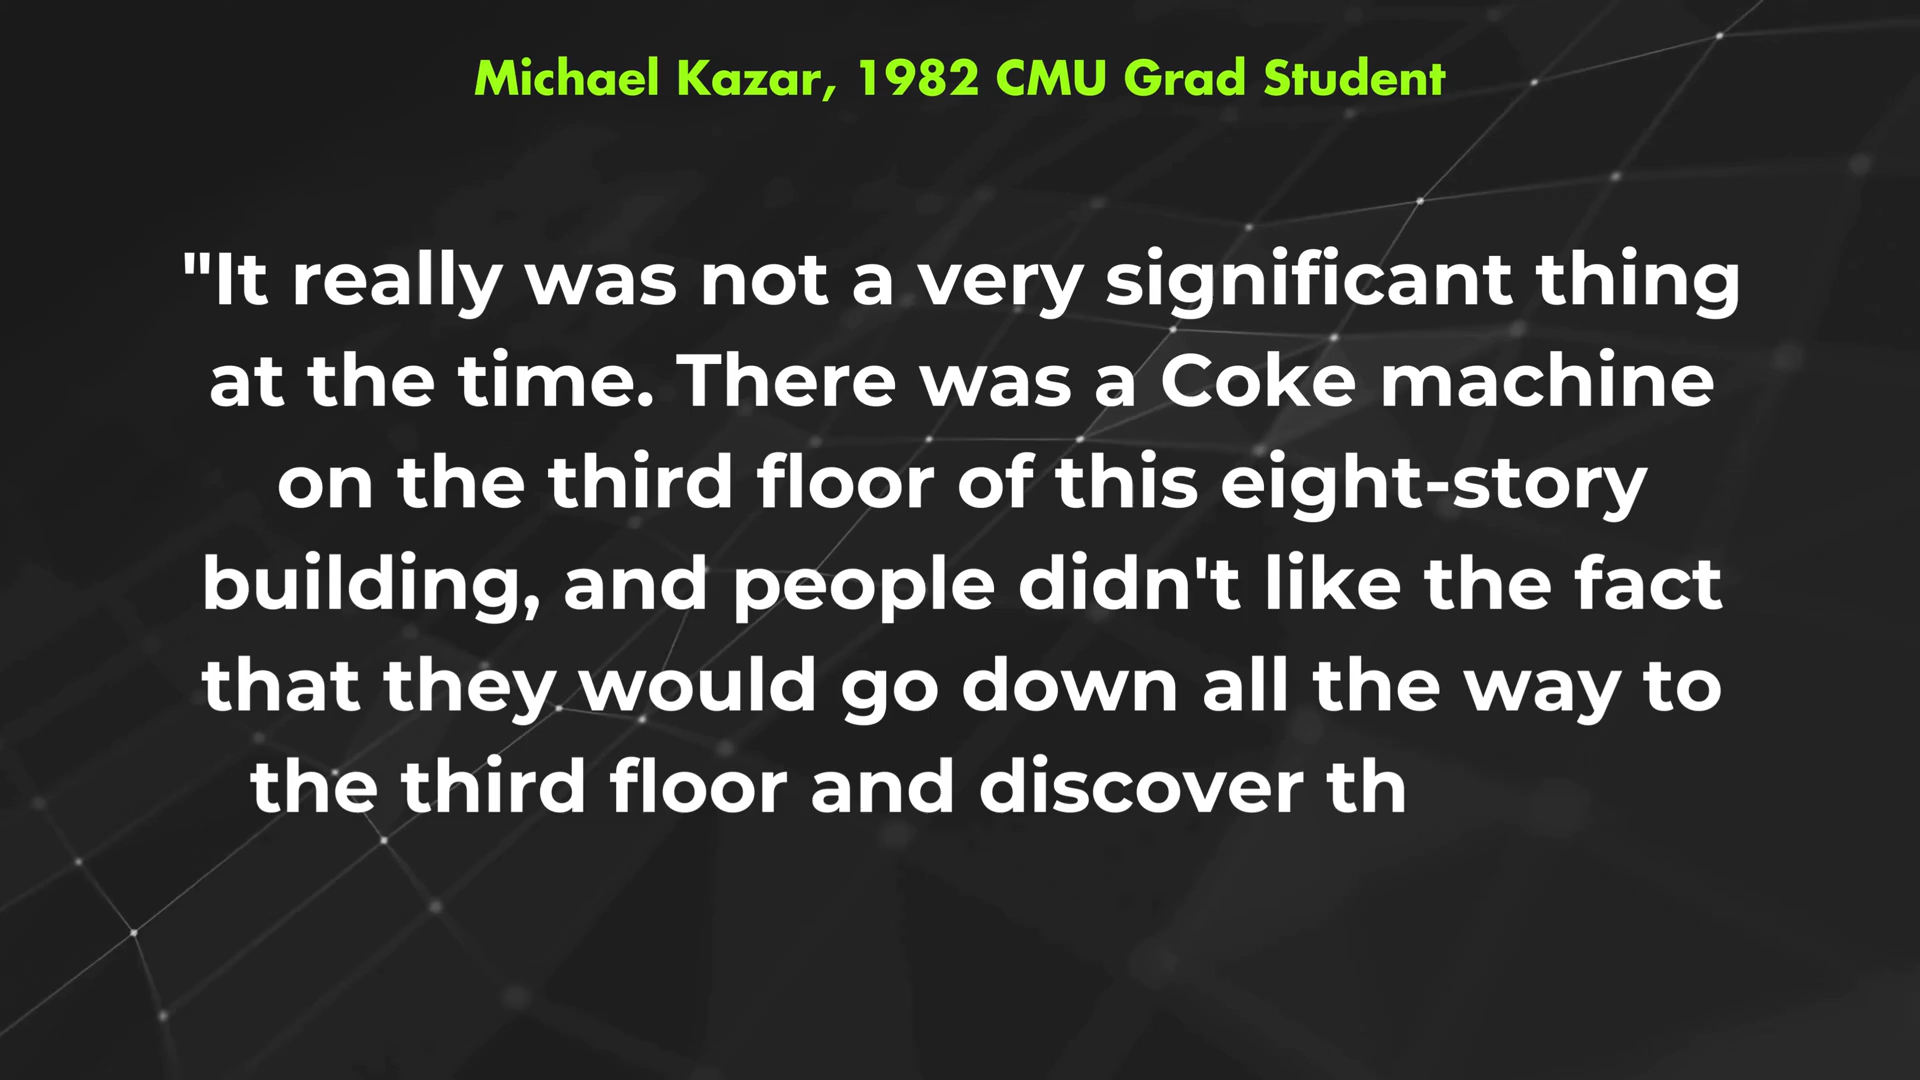 Michael Kazar, 1982 CMU Grad Student
"It really was not a very significant thing
at the time. There was a Coke machine
on the third floor of this eight-story
building, and people didn't like the fact
that they would go down all the way to
the third floor and discover th